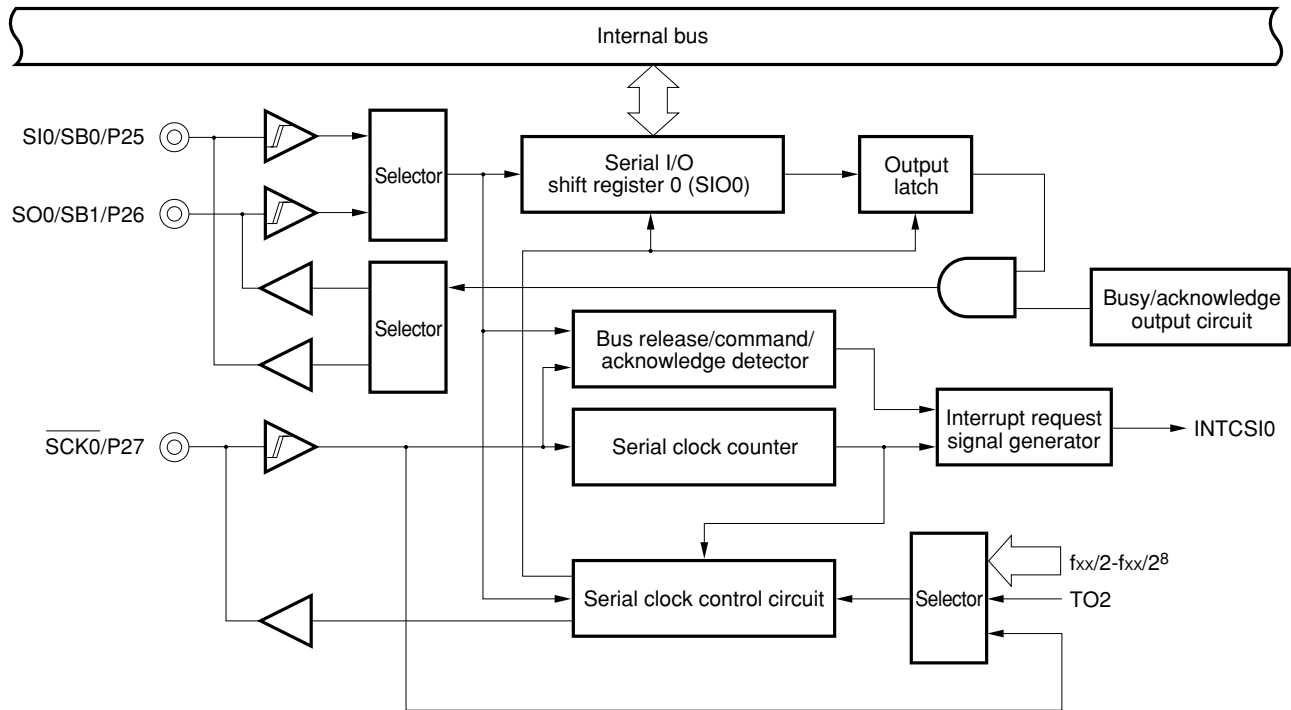 Internal bus
SI0/SB0/P25
Selector
Serial I/O
shift register 0 (SIO0)
Output
latch
SO0/SB1/P26
Selector
Busy/acknowledge
output circuit
Bus release/command/
acknowledge detector
SCK0/P27
Serial clock counter
Interrupt request
signal generator
INTCSI0
Serial clock control circuit
Selector
fxx/2-fxx/2⁸
TO2